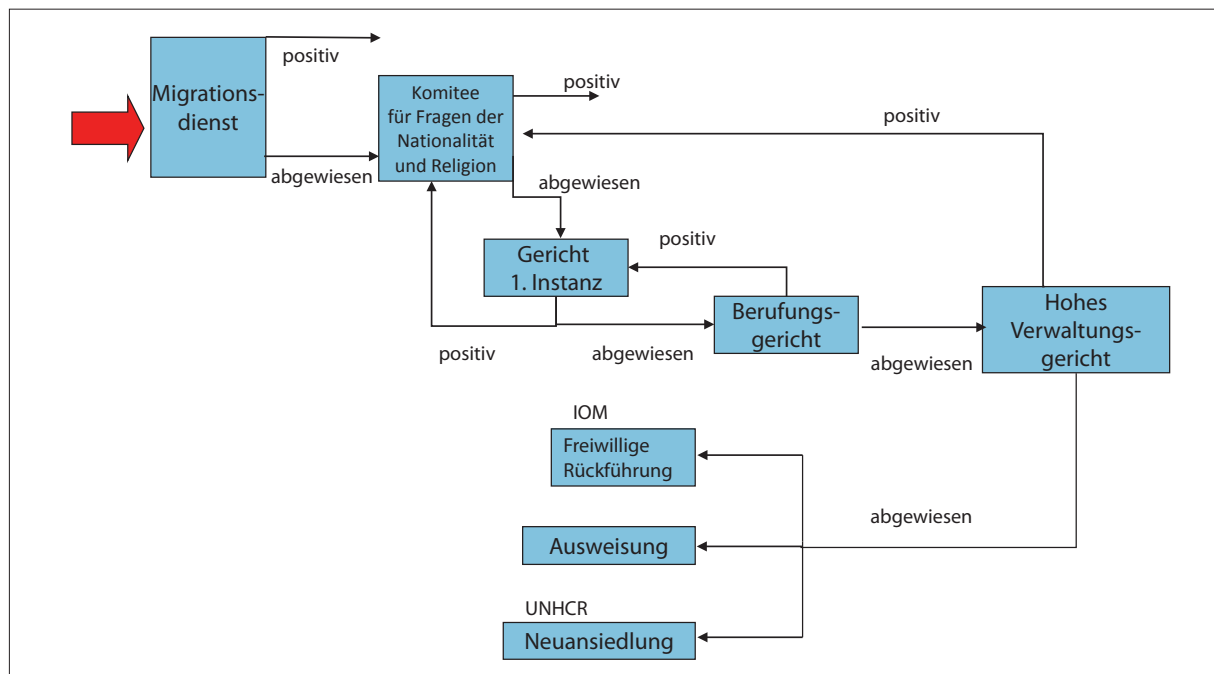 positiv
Migrations-
dienst
abgewiesen
Komitee
für Fragen der
Nationalität
und Religion
positiv
positiv
abgewiesen
Gericht
1. Instanz
positiv
positiv
abgewiesen
Berufungs-
gericht
abgewiesen
Hohes
Verwaltungs-
gericht
IOM
Freiwillige
Rückführung
abgewiesen
Ausweisung
UNHCR
Neuansiedlung